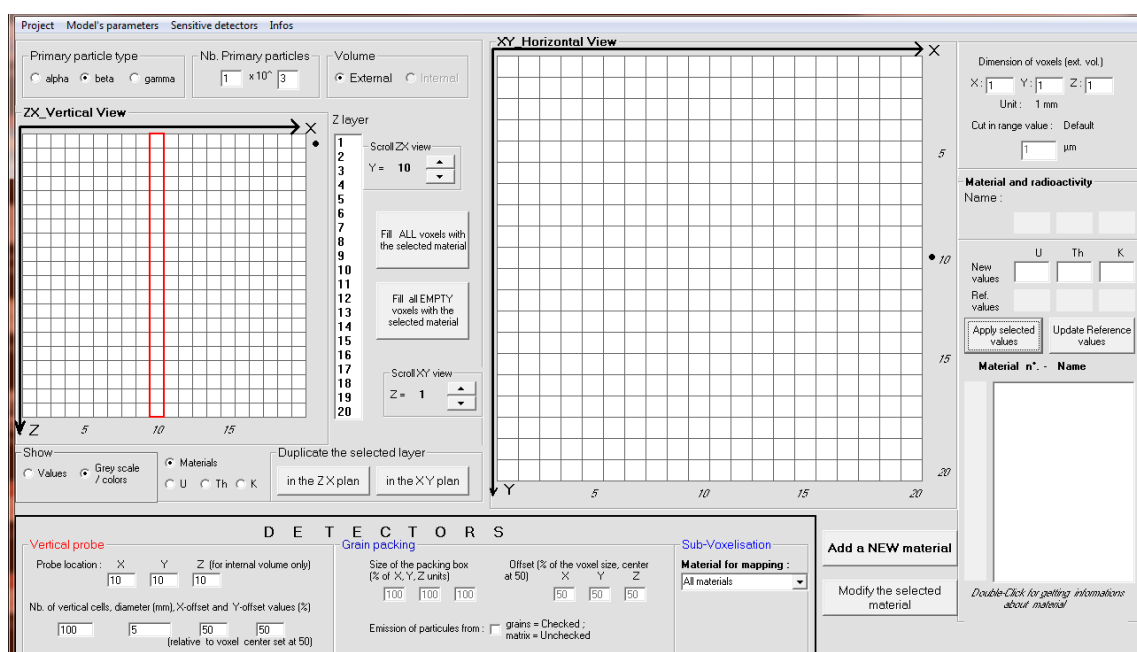 Project Model's parameters Sensitive detectors Infos
Primary particle type
alpha beta gamma
Nb. Primary particles
1 x10^ 3
Volume
External Internal
ZX_Vertical View
X
Z
5 10 15
Z layer
1
2
3
4
5
6
7
8
9
10
11
12
13
14
15
16
17
18
19
20
Scroll ZX view
Y = 10
Fill ALL voxels with
the selected material
Fill all EMPTY
voxels with the
selected material
Scroll XY view
Z = 1
Show
Values Grey scale
/ colors
Materials
U Th K
Duplicate the selected layer
in the ZX plan in the XY plan
XY_Horizontal View
X
5
10
15
20
Y
5 10 15 20
Dimension of voxels (ext. vol.)
X: 1 Y: 1 Z: 1
Unit : 1 mm
Cut in range value : Default
1 µm
Material and radioactivity
Name :
U Th K
New
values
Ref.
values
Apply selected
values
Update Reference
values
Material n°. - Name
Double-Click for getting informations
about material
Add a NEW material
Modify the selected
material
D E T E C T O R S
Vertical probe
Probe location : X Y Z (for internal volume only)
10 10 10
Nb. of vertical cells, diameter (mm), X-offset and Y-offset values (%)
100 5 50 50
(relative to voxel center set at 50)
Grain packing
Size of the packing box
(% of X, Y, Z units)
100 100 100
Offset (% of the voxel size, center
at 50) X Y Z
50 50 50
Emission of particules from : grains = Checked ;
matrix = Unchecked
Sub-Voxelisation
Material for mapping :
All materials